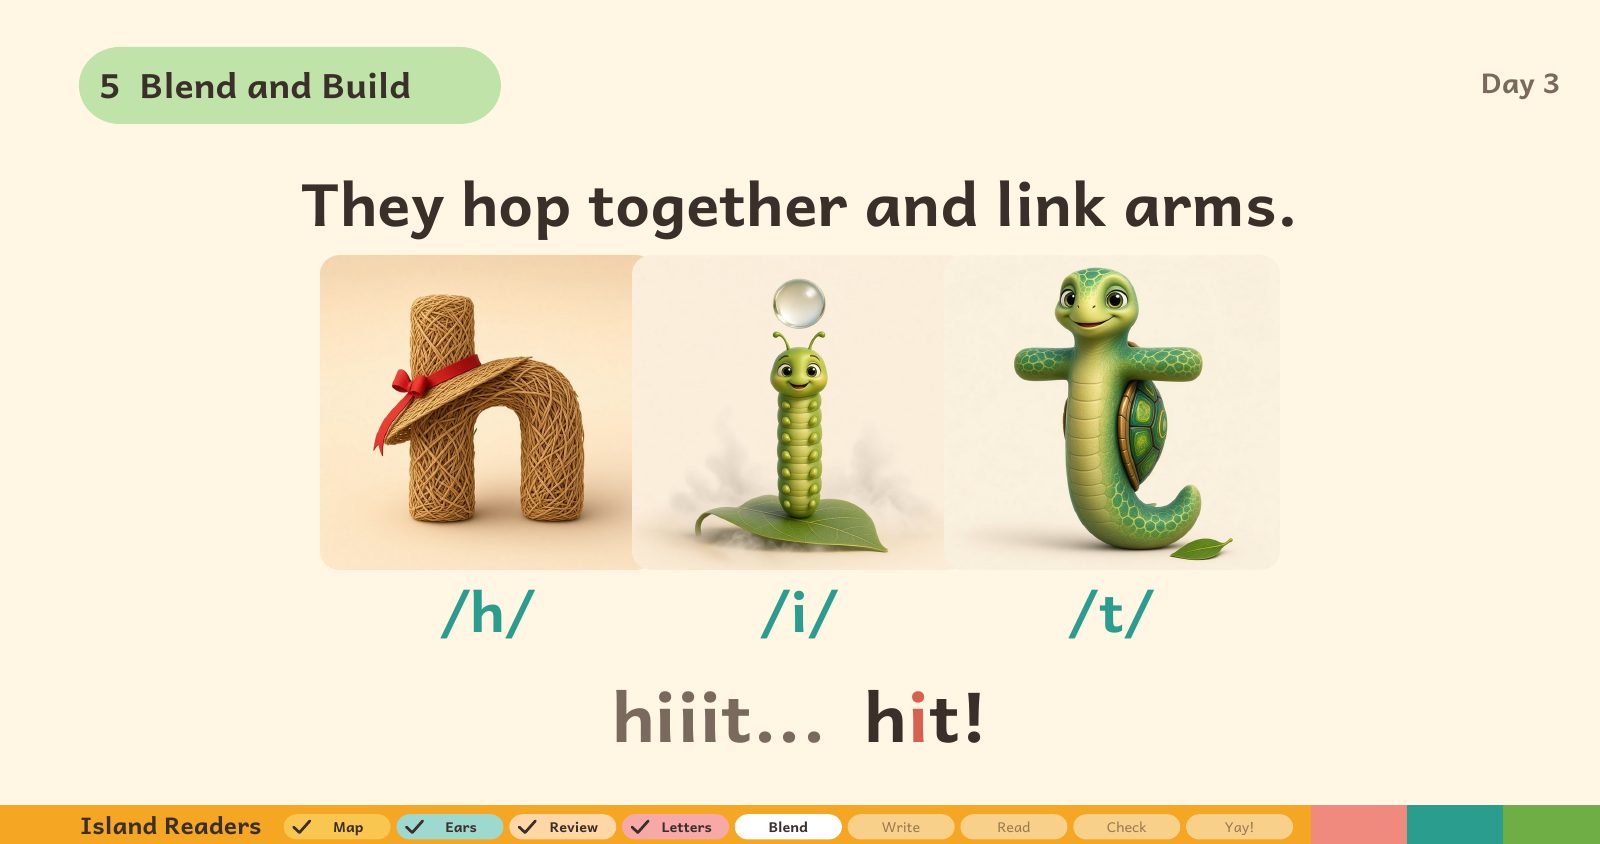 5 Blend and Build
Day 3
They hop together and link arms.
/h/ /i/ /t/
hiiit... hit!
Island Readers Map Ears Review Letters Blend Write Read Check Yay!